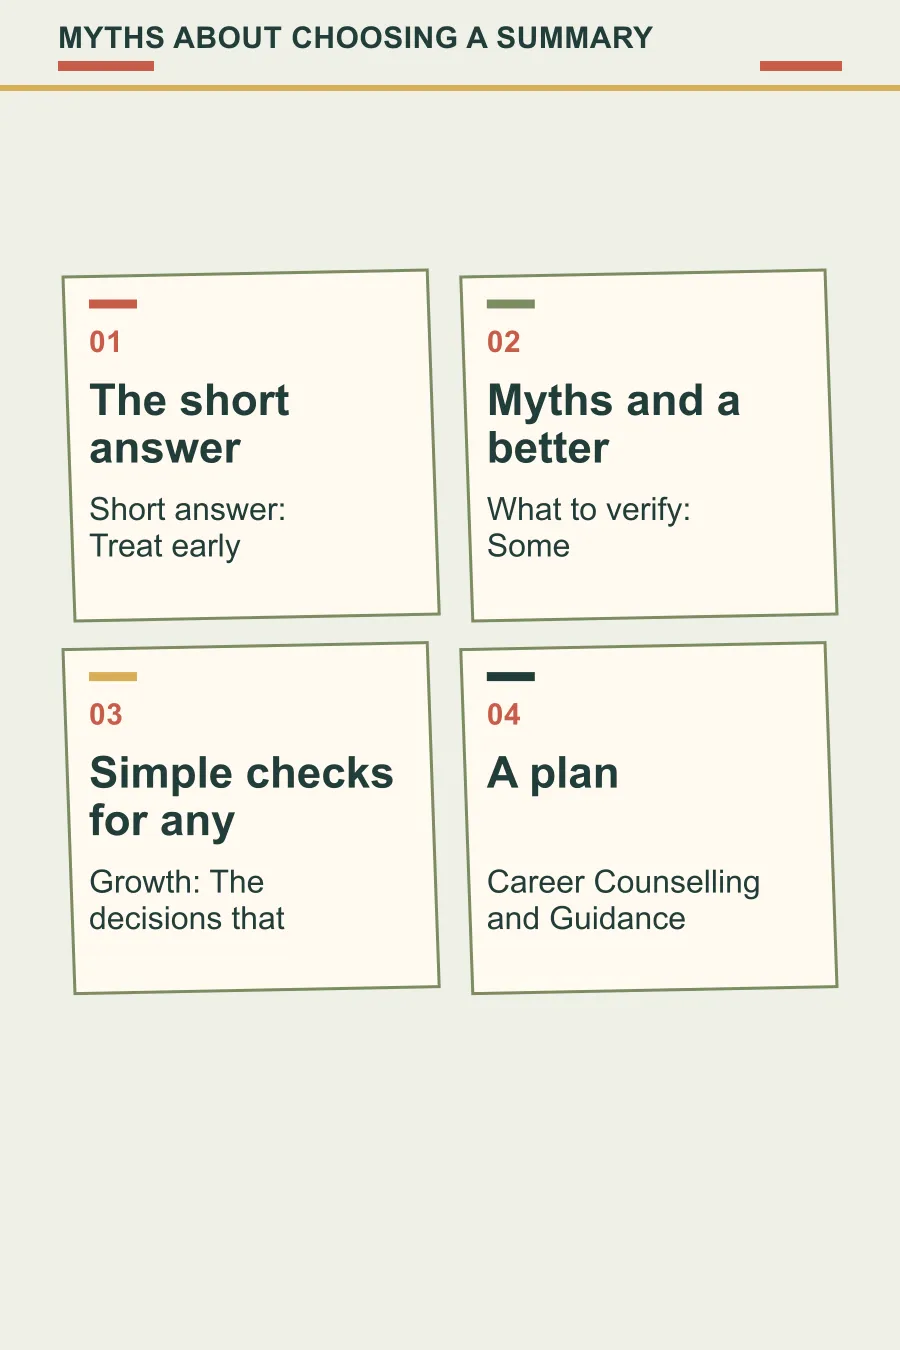 MYTHS ABOUT CHOOSING A SUMMARY
01
The short
answer
Short answer:
Treat early
02
Myths and a
better
What to verify:
Some
03
Simple checks
for any
Growth: The
decisions that
04
A plan
Career Counselling
and Guidance